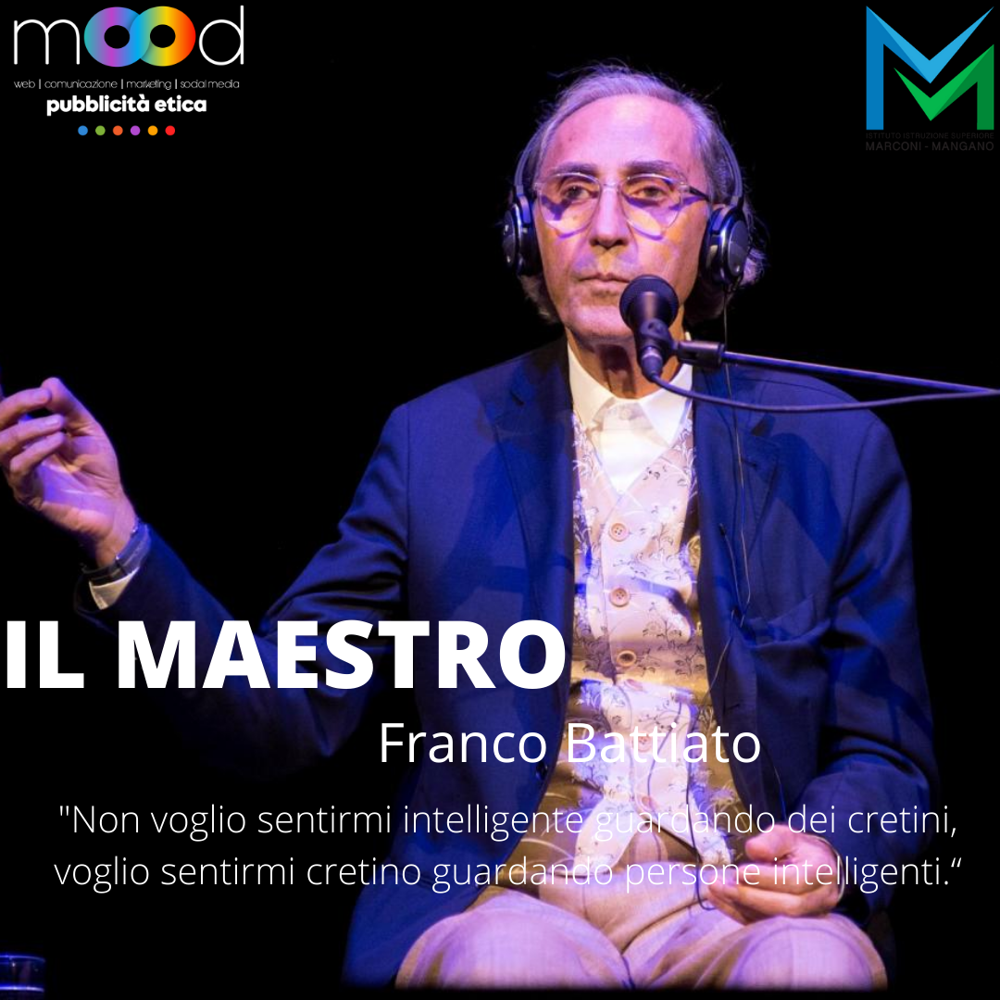 mood
web | comunicazione | marketing | social media
pubblicità etica
ISTITUTO ISTRUZIONE SUPERIORE
MARCONI - MANGANO
IL MAESTRO
Franco Battiato
"Non voglio sentirmi intelligente guardando dei cretini,
voglio sentirmi cretino guardando persone intelligenti.“